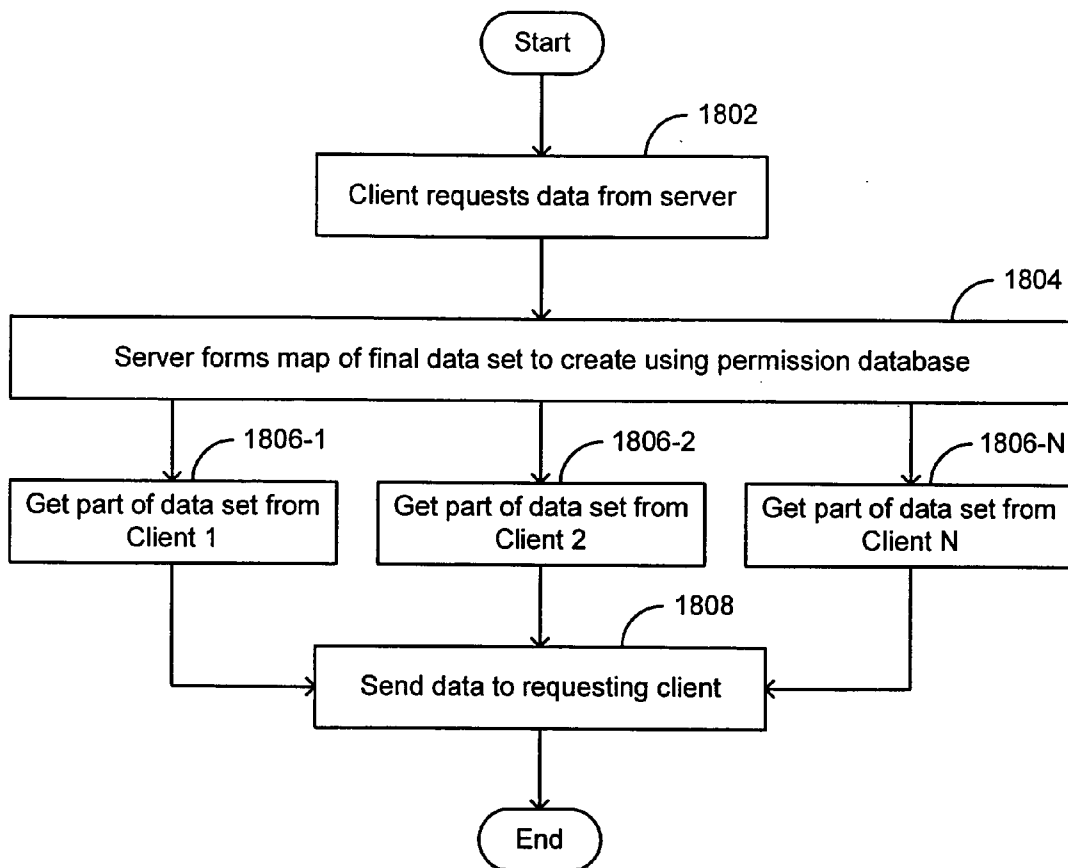 Start
1802
Client requests data from server
1804
Server forms map of final data set to create using permission database
1806-1
1806-2
1806-N
Get part of data set from
Client 1
Get part of data set from
Client 2
Get part of data set from
Client N
1808
Send data to requesting client
End